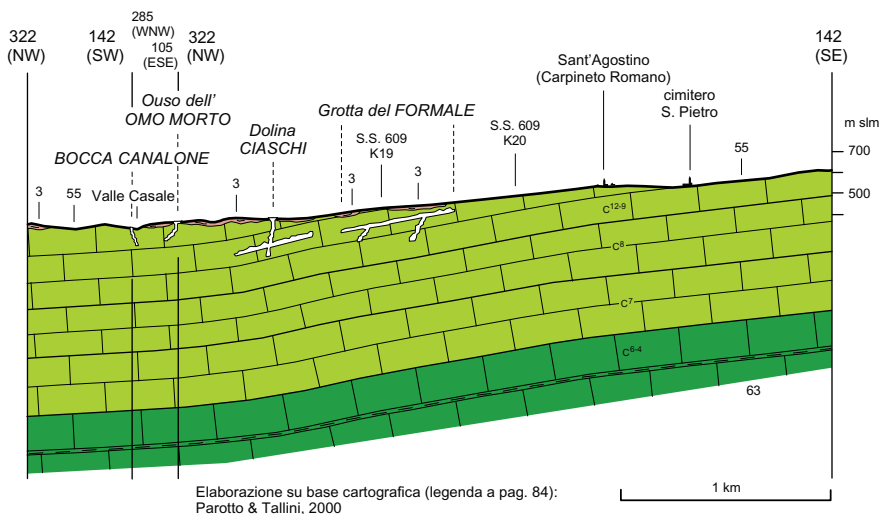 285
(WNW)
322
(NW)
142
(SW)
105
(ESE)
322
(NW)
142
(SE)
Ouso dell'
OMO MORTO
Sant'Agostino
(Carpineto Romano)
Grotta del FORMALE
cimitero
S. Pietro
Dolina
CIASCHI
S.S. 609
K19
S.S. 609
K20
m slm
BOCCA CANALONE
700
55
3
55
Valle Casale
3
3
3
500
C12-9
C8
C7
C6-4
63
Elaborazione su base cartografica (legenda a pag. 84):
Parotto & Tallini, 2000
1 km